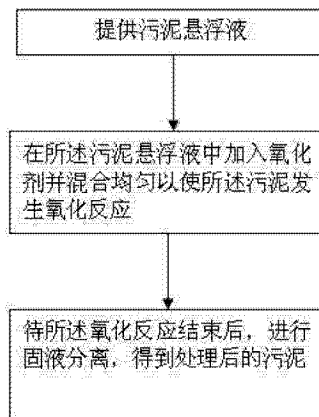 提供污泥悬浮液
在所述污泥悬浮液中加入氧化
剂并混合均匀以使所述污泥发
生氧化反应
待所述氧化反应结束后，进行
固液分离，得到处理后的污泥